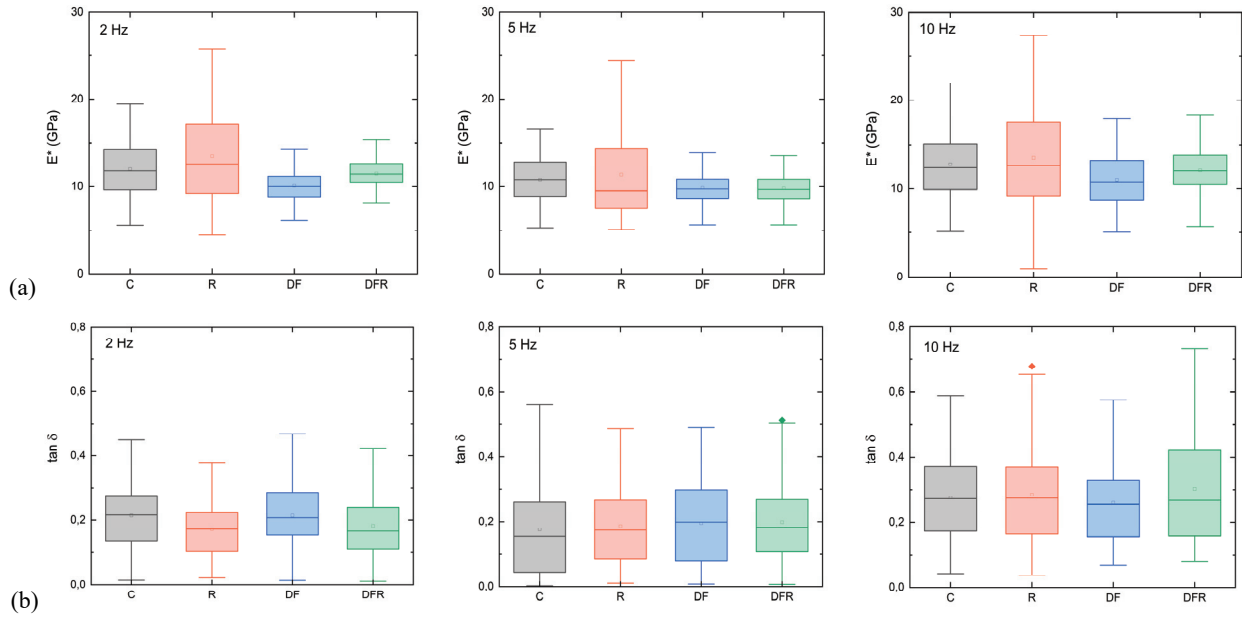 30
20
10
0
E* (GPa)
2 Hz
C R DF DFR
30
20
10
0
E* (GPa)
5 Hz
C R DF DFR
30
20
10
0
E* (GPa)
10 Hz
C R DF DFR
(a)
0,8
0,6
0,4
0,2
0,0
tan δ
2 Hz
C R DF DFR
0,8
0,6
0,4
0,2
0,0
tan δ
5 Hz
C R DF DFR
0,8
0,6
0,4
0,2
0,0
tan δ
10 Hz
C R DF DFR
(b)